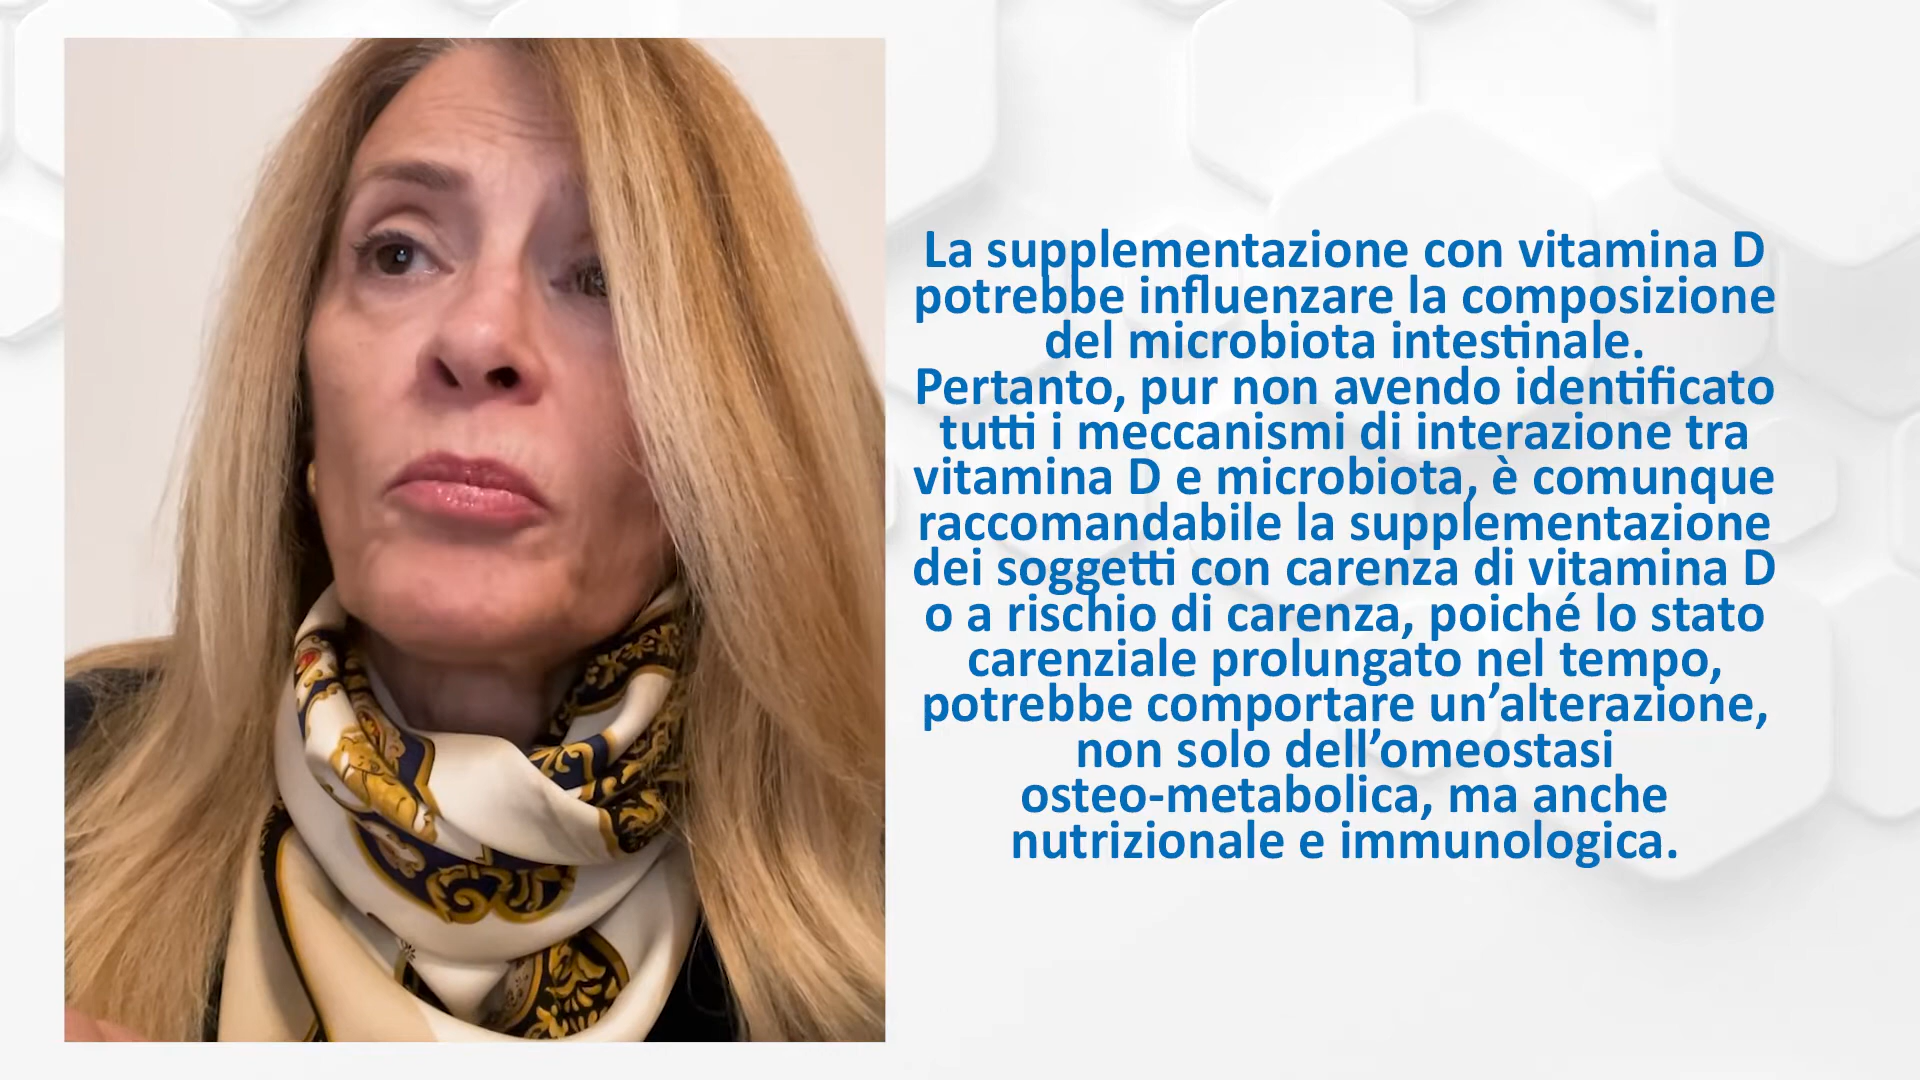 La supplementazione con vitamina D
potrebbe influenzare la composizione
del microbiota intestinale.
Pertanto, pur non avendo identificato
tutti i meccanismi di interazione tra
vitamina D e microbiota, è comunque
raccomandabile la supplementazione
dei soggetti con carenza di vitamina D
o a rischio di carenza, poiché lo stato
carenziale prolungato nel tempo,
potrebbe comportare un’alterazione,
non solo dell’omeostasi
osteo-metabolica, ma anche
nutrizionale e immunologica.